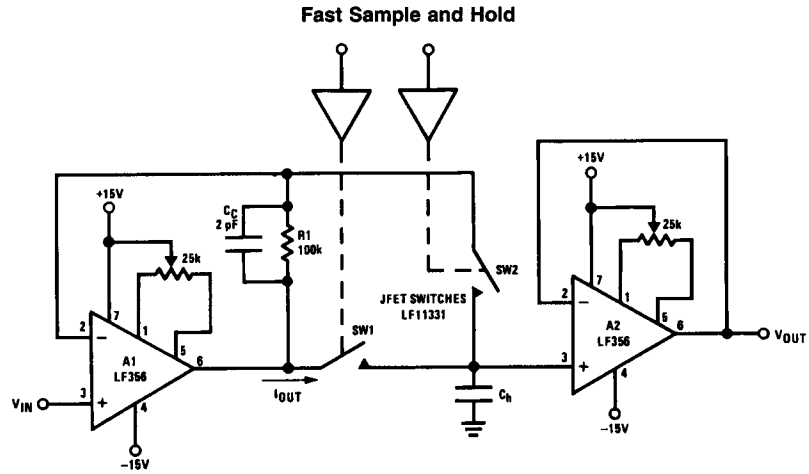 Fast Sample and Hold
+15V
25k
2
7
1
5
6
A1
LF356
3
4
VIN
-15V
CC
2 pF
R1
100k
IOUT
SW1
SW2
JFET SWITCHES
LF11331
Ch
+15V
25k
2
7
1
5
6
A2
LF356
3
4
-15V
VOUT